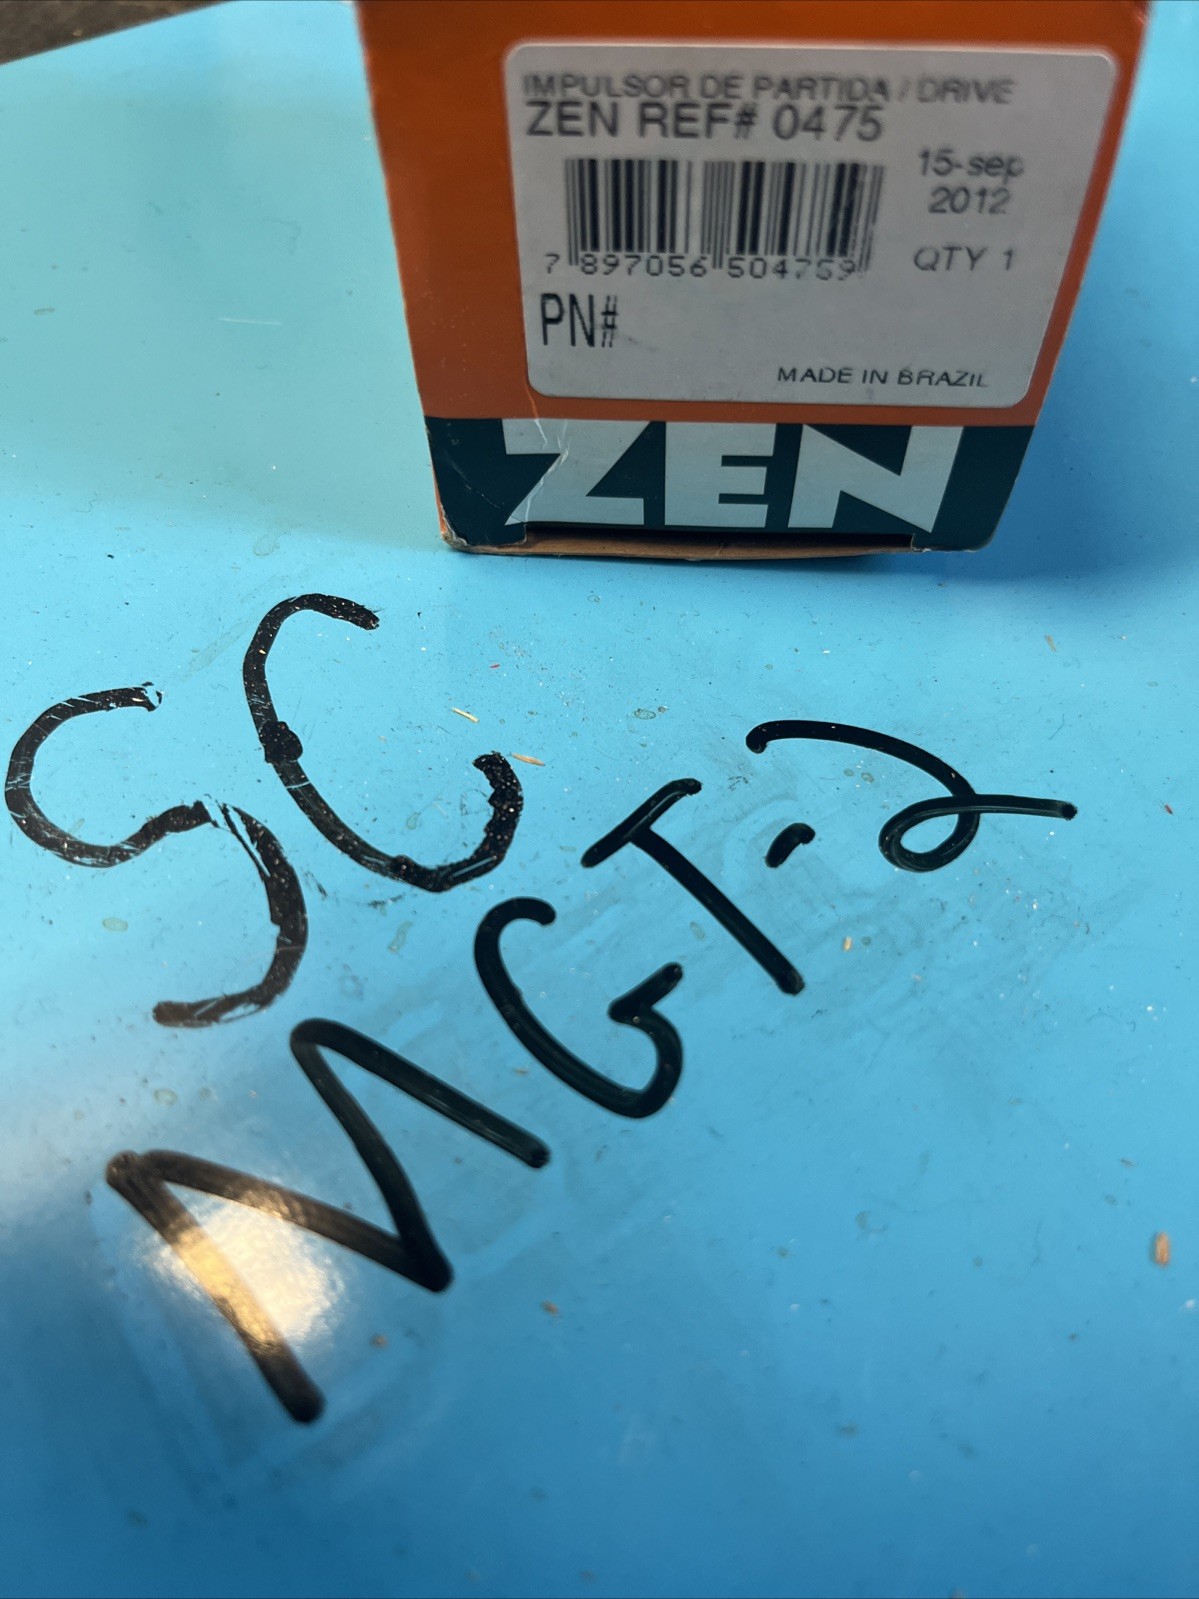 IMPULSOR DE PARTIDA / DRIVE
ZEN REF# 0475
15-sep
2012
7 897056 504759
QTY 1
PN#
MADE IN BRAZIL
ZEN
SC
MGT-2